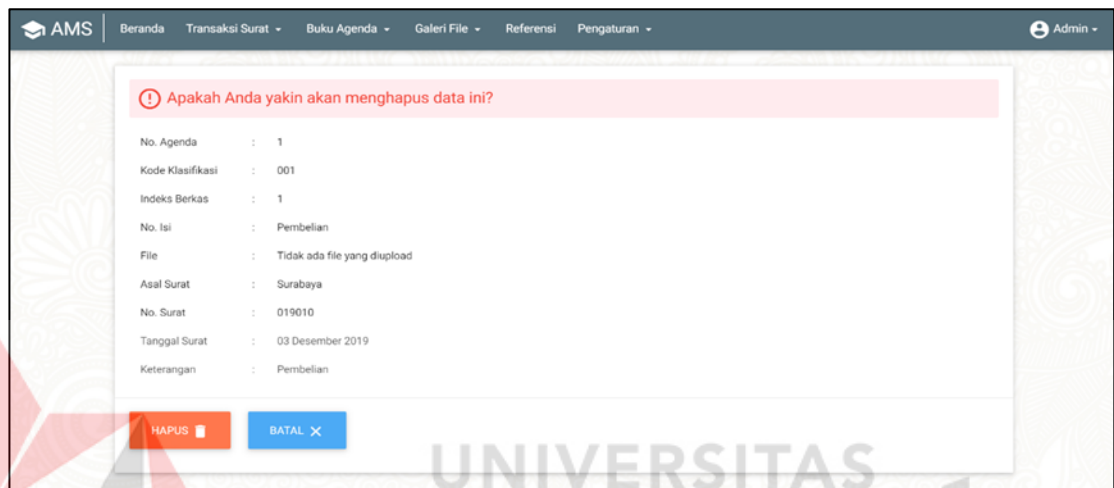 AMS Beranda Transaksi Surat Buku Agenda Galeri File Referensi Pengaturan Admin
Apakah Anda yakin akan menghapus data ini?
No. Agenda : 1
Kode Klasifikasi : 001
Indeks Berkas : 1
No. Isi : Pembelian
File : Tidak ada file yang diupload
Asal Surat : Surabaya
No. Surat : 019010
Tanggal Surat : 03 Desember 2019
Keterangan : Pembelian
HAPUS BATAL
UNIVERSITAS